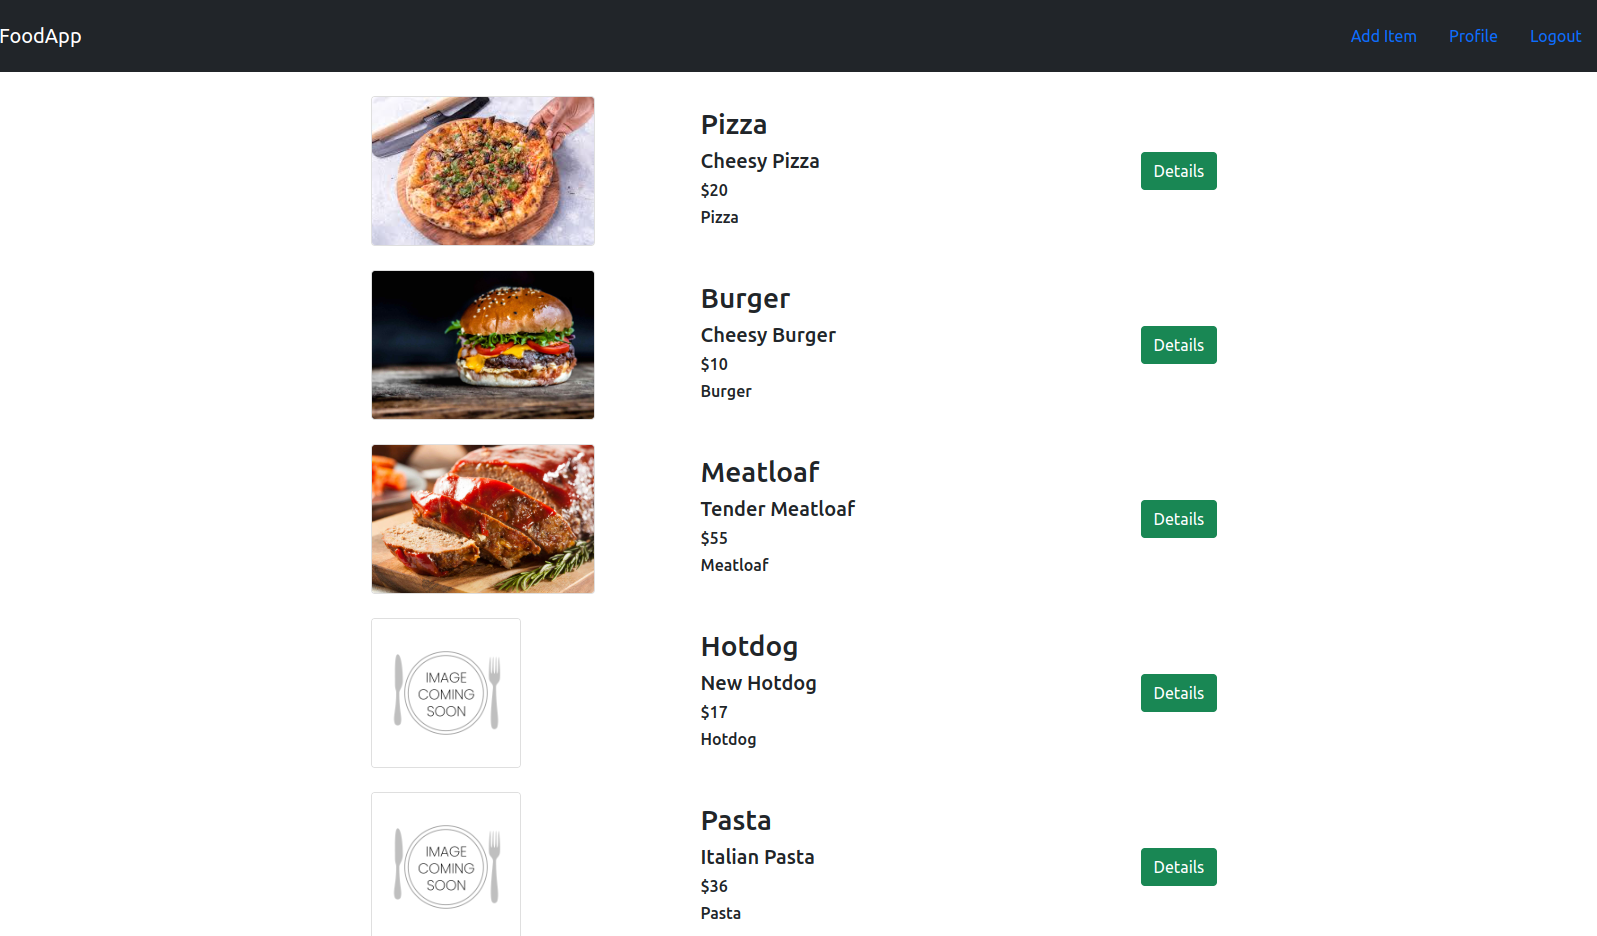 FoodApp
Add Item Profile Logout
Pizza
Cheesy Pizza
$20
Pizza
Details
Burger
Cheesy Burger
$10
Burger
Details
Meatloaf
Tender Meatloaf
$55
Meatloaf
Details
IMAGE
COMING
SOON
Hotdog
New Hotdog
$17
Hotdog
Details
IMAGE
COMING
SOON
Pasta
Italian Pasta
$36
Pasta
Details